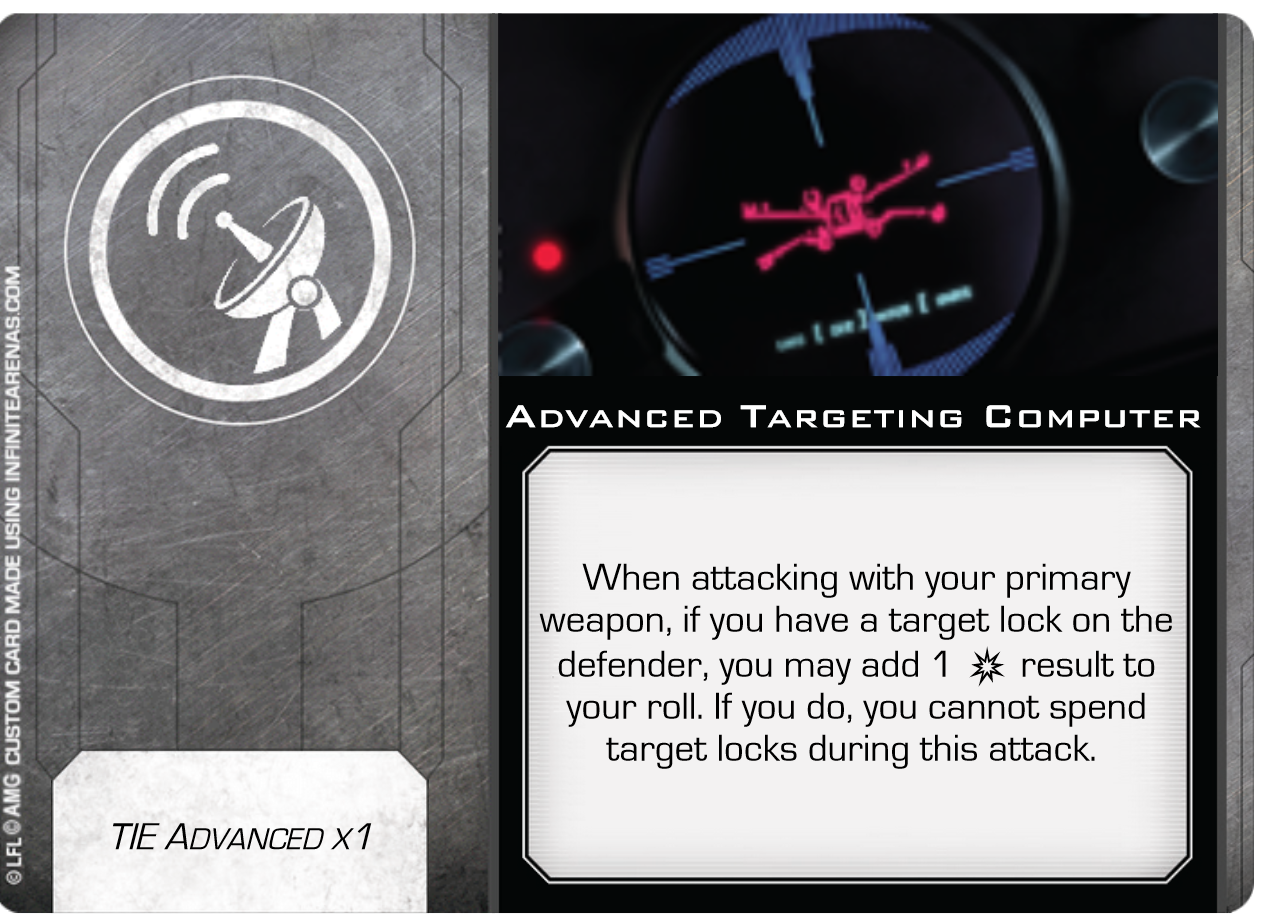 © LFL © AMG CUSTOM CARD MADE USING INFINITEARENAS.COM
TIE ADVANCED X1
ADVANCED TARGETING COMPUTER
When attacking with your primary
weapon, if you have a target lock on the
defender, you may add 1 result to
your roll. If you do, you cannot spend
target locks during this attack.